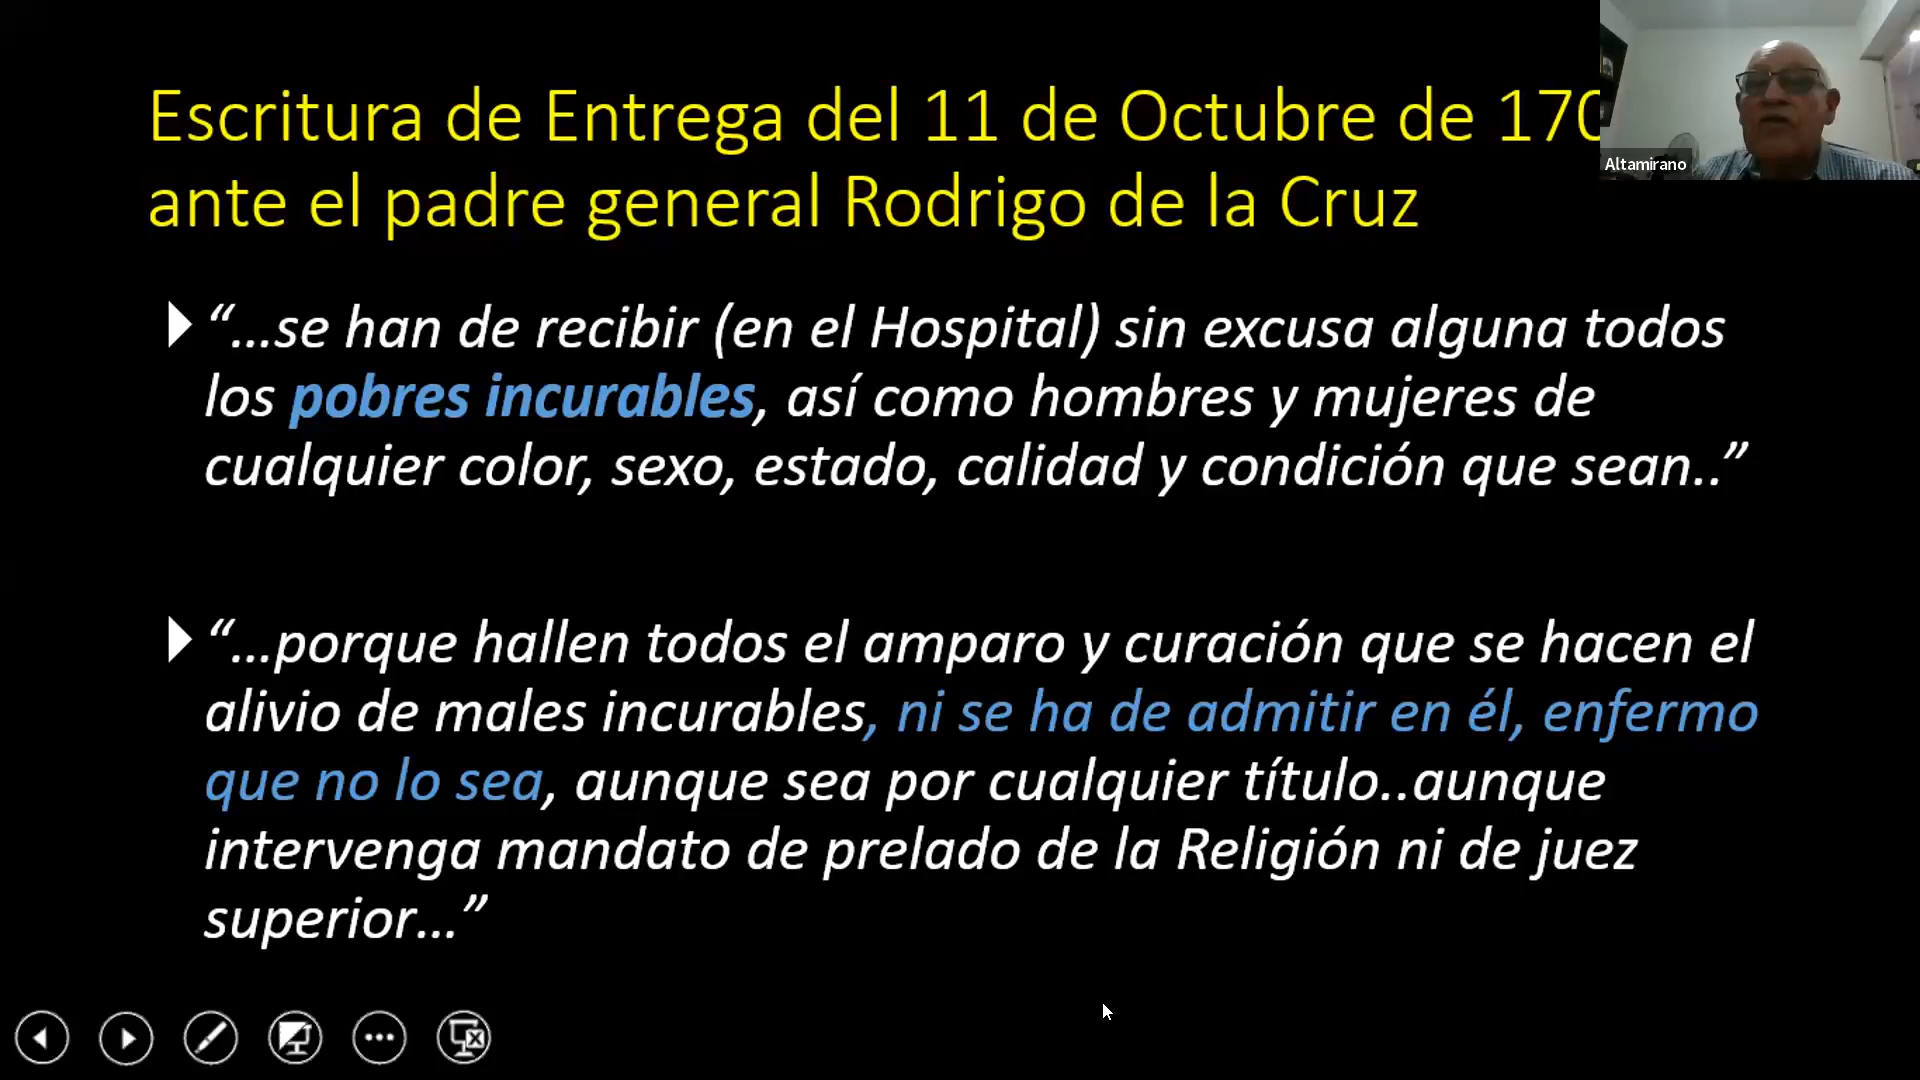 Escritura de Entrega del 11 de Octubre de 170
ante el padre general Rodrigo de la Cruz
Altamirano
“...se han de recibir (en el Hospital) sin excusa alguna todos
los pobres incurables, así como hombres y mujeres de
cualquier color, sexo, estado, calidad y condición que sean..”
“...porque hallen todos el amparo y curación que se hacen el
alivio de males incurables, ni se ha de admitir en él, enfermo
que no lo sea, aunque sea por cualquier título..aunque
intervenga mandato de prelado de la Religión ni de juez
superior...”